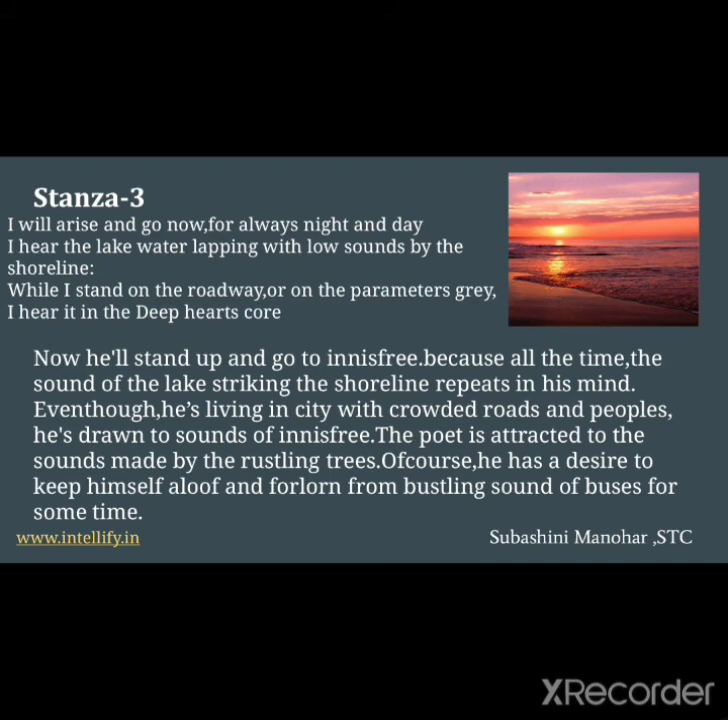 Stanza-3
I will arise and go now,for always night and day
I hear the lake water lapping with low sounds by the
shoreline:
While I stand on the roadway,or on the parameters grey,
I hear it in the Deep hearts core
Now he'll stand up and go to innisfree.because all the time,the
sound of the lake striking the shoreline repeats in his mind.
Eventhough,he’s living in city with crowded roads and peoples,
he's drawn to sounds of innisfree.The poet is attracted to the
sounds made by the rustling trees.Ofcourse,he has a desire to
keep himself aloof and forlorn from bustling sound of buses for
some time.
www.intellify.in
Subashini Manohar ,STC
XRecorder